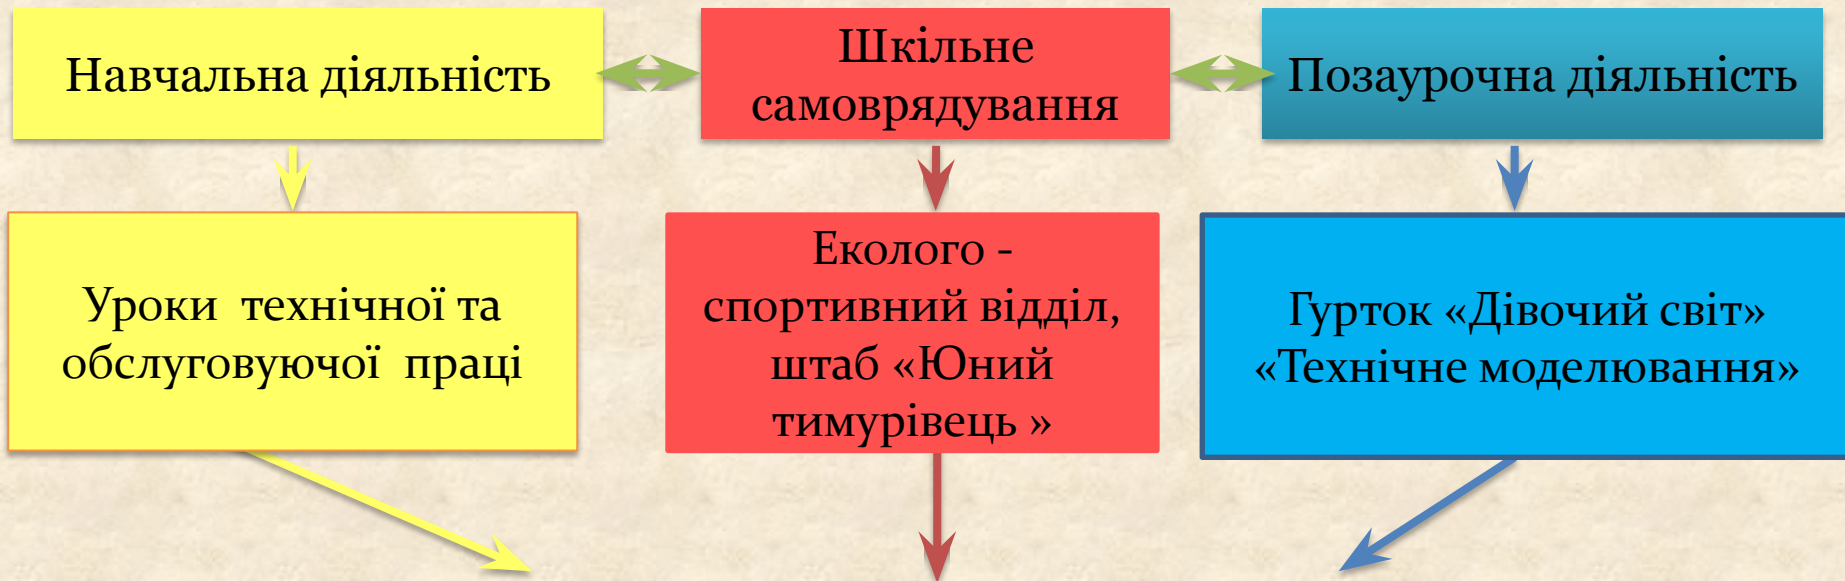 Навчальна діяльність
Шкільне
самоврядування
Позаурочна діяльність
Уроки технічної та
обслуговуючої праці
Еколого -
спортивний відділ,
штаб «Юний
тимурівець »
Гурток «Дівочий світ»
«Технічне моделювання»